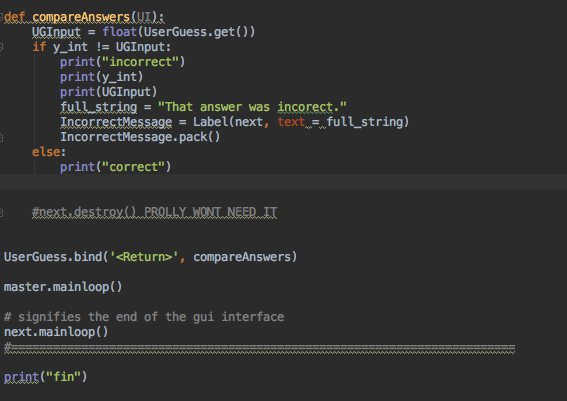 def compareAnswers(UI):
    UGInput = float(UserGuess.get())
    if y_int != UGInput:
        print("incorrect")
        print(y_int)
        print(UGInput)
        full_string = "That answer was incorect."
        IncorrectMessage = Label(next, text = full_string)
        IncorrectMessage.pack()
    else:
        print("correct")
    #next.destroy() PROLLY WONT NEED IT
UserGuess.bind('<Return>', compareAnswers)
master.mainloop()
# signifies the end of the gui interface
next.mainloop()
#=======================================================================
print("fin")